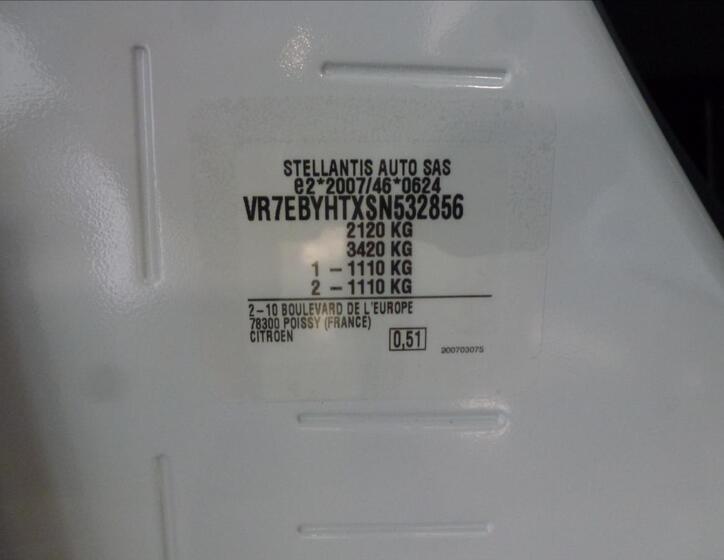 STELLANTIS AUTO SAS
e2*2007/46*0624
VR7EBYHTXSN532856
2120 KG
3420 KG
1 - 1110 KG
2 - 1110 KG
2-10 BOULEVARD DE L'EUROPE
78300 POISSY (FRANCE)
CITROEN
0,51
200703075